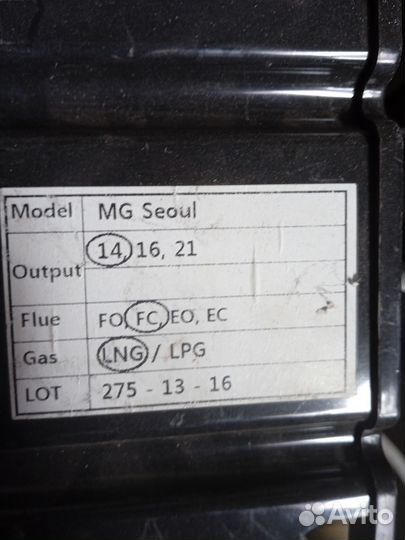 Model MG Seoul
Output 14, 16, 21
Flue FO, FC, EO, EC
Gas LNG / LPG
LOT 275 - 13 - 16
Avito